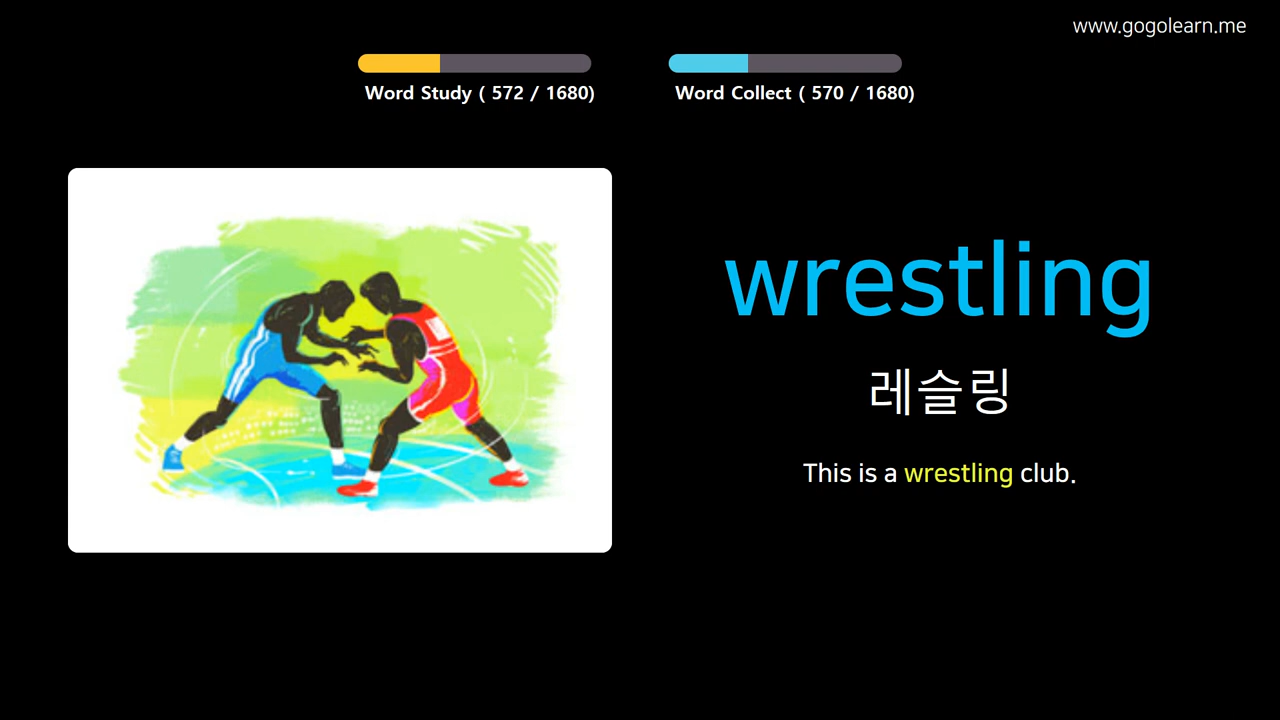 www.gogolearn.me
Word Study ( 572 / 1680)
Word Collect ( 570 / 1680)
wrestling
레슬링
This is a wrestling club.